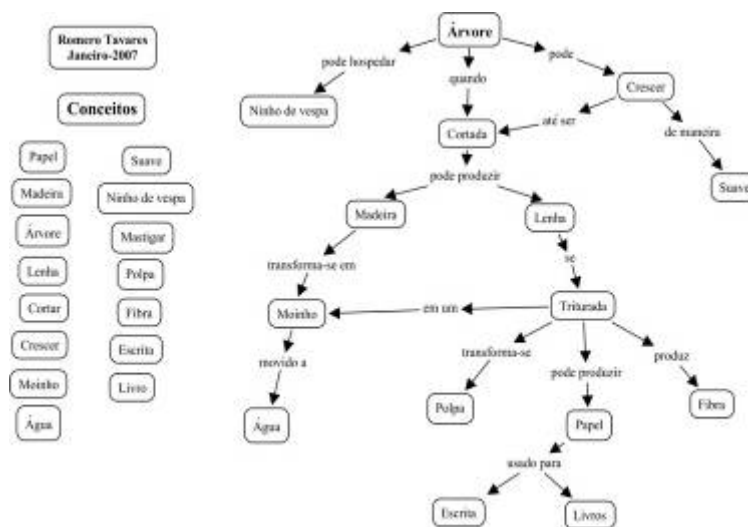 Romero Tavares
Janeiro-2007
Conceitos
Papel
Suave
Madeira
Ninho de vespa
Árvore
Mastigar
Lenha
Polpa
Cortar
Fibra
Crescer
Escrita
Moinho
Livro
Água
Árvore
pode hospedar
quando
pode
Ninho de vespa
Crescer
até ser
Cortada
de maneira
Suave
pode produzir
Madeira
Lenha
transforma-se em
se
Moinho
em um
Triturada
movido a
transforma-se
pode produzir
produz
Água
Polpa
Papel
Fibra
usado para
Escrita
Livros